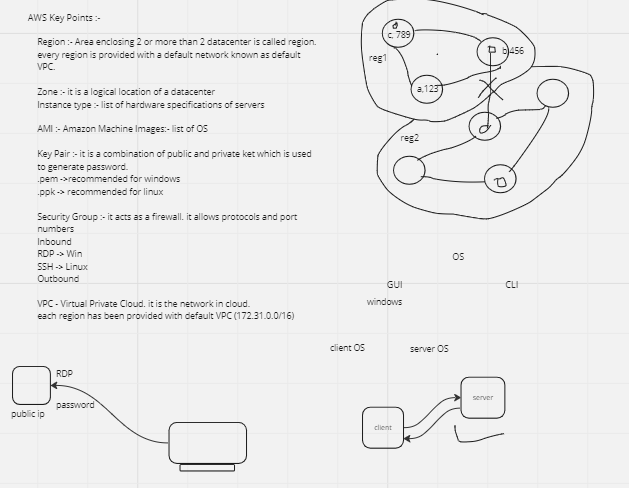 AWS Key Points :-
Region :- Area enclosing 2 or more than 2 datacenter is called region.
every region is provided with a default network known as default
VPC.
Zone :- it is a logical location of a datacenter
Instance type :- list of hardware specifications of servers
AMI :- Amazon Machine Images:- list of OS
Key Pair :- it is a combination of public and private ket which is used
to generate password.
.pem ->recommended for windows
.ppk -> recommended for linux
Security Group :- it acts as a firewall. it allows protocols and port
numbers
Inbound
RDP -> Win
SSH -> Linux
Outbound
VPC - Virtual Private Cloud. it is the network in cloud.
each region has been provided with default VPC (172.31.0.0/16)
c, 789
b,456
reg1
a,123
reg2
OS
GUI
CLI
windows
client OS
server OS
RDP
password
public ip
server
client